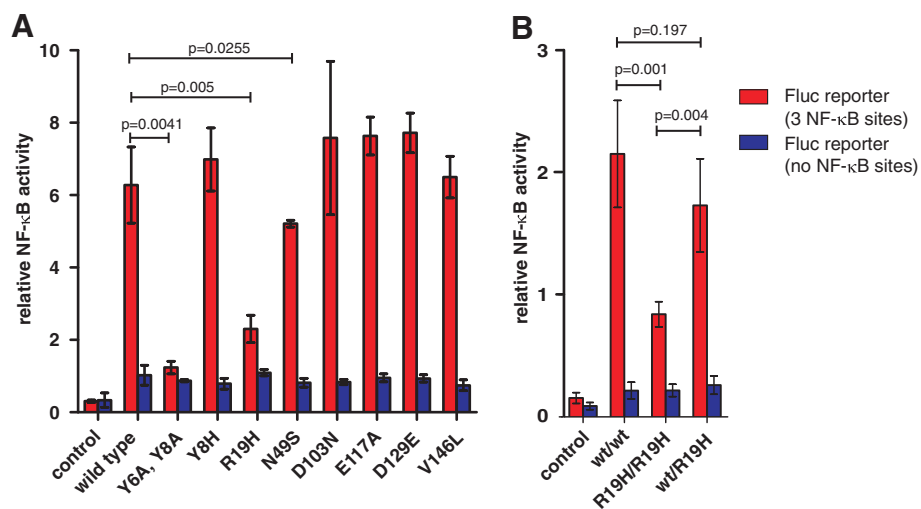 A
relative NF-κB activity
10
8
6
4
2
0
p=0.0255
p=0.005
p=0.0041
control
wild type
Y6A, Y8A
Y8H
R19H
N49S
D103N
E117A
D129E
V146L
B
relative NF-κB activity
3
2
1
0
p=0.197
p=0.001
p=0.004
control
wt/wt
R19H/R19H
wt/R19H
Fluc reporter
(3 NF-κB sites)
Fluc reporter
(no NF-κB sites)